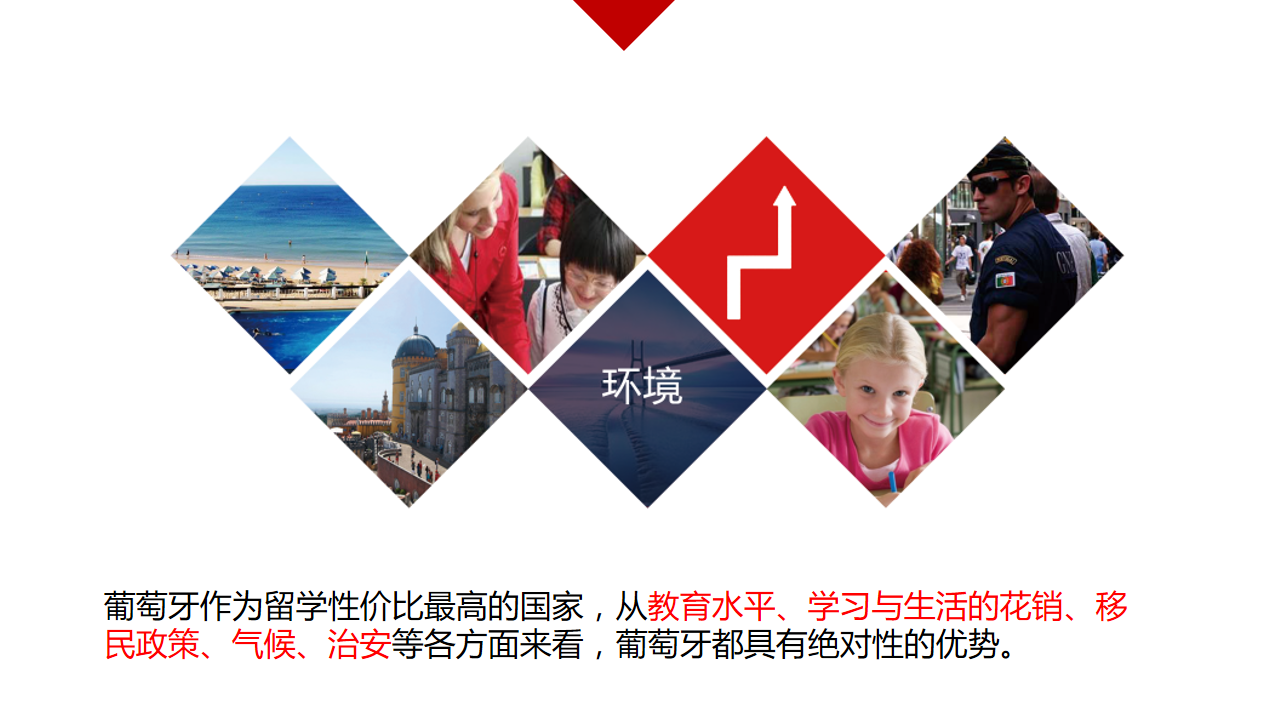 环境
葡萄牙作为留学性价比最高的国家，从教育水平、学习与生活的花销、移
民政策、气候、治安等各方面来看，葡萄牙都具有绝对性的优势。